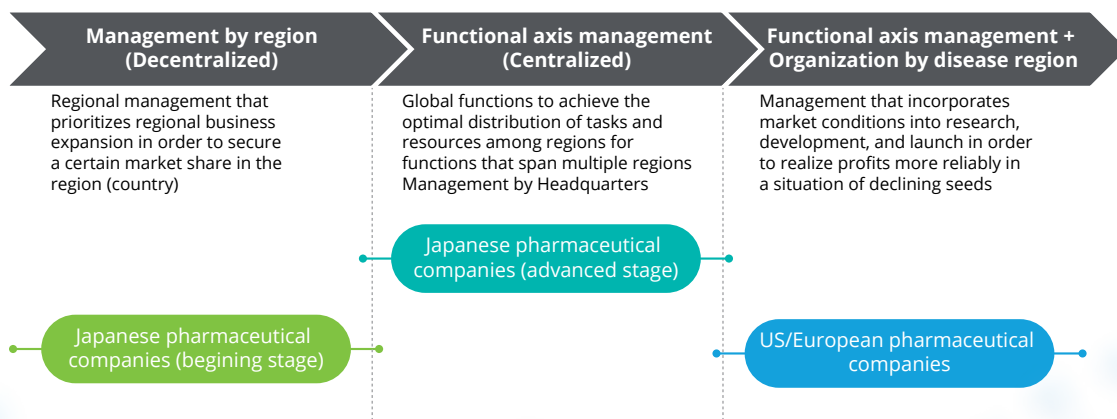 Management by region
(Decentralized)
Functional axis management
(Centralized)
Functional axis management +
Organization by disease region
Regional management that
prioritizes regional business
expansion in order to secure
a certain market share in the
region (country)
Global functions to achieve the
optimal distribution of tasks and
resources among regions for
functions that span multiple regions
Management by Headquarters
Management that incorporates
market conditions into research,
development, and launch in order
to realize profits more reliably in
a situation of declining seeds
Japanese pharmaceutical
companies (advanced stage)
Japanese pharmaceutical
companies (begining stage)
US/European pharmaceutical
companies